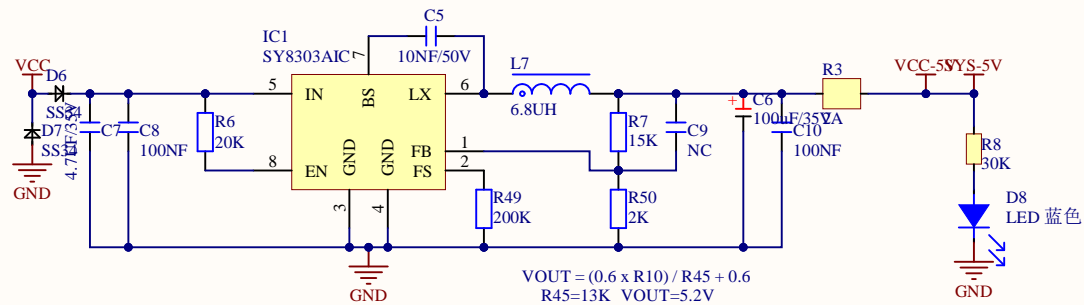 VCC
D6
SS34
D7
SS34
GND
4.7UF/35V
C7
C8
100NF
R6
20K
IC1
SY8303AIC
7
C5
10NF/50V
5
IN
BS
LX
6
8
EN
GND
GND
FB
1
FS
2
3
4
R49
200K
L7
6.8UH
R7
15K
C9
NC
R50
2K
C6
100uF/35V
C10
100NF
R3
2A
VCC-5V
SYS-5V
R8
30K
D8
LED 蓝色
GND
GND
VOUT = (0.6 x R10) / R45 + 0.6
R45=13K VOUT=5.2V